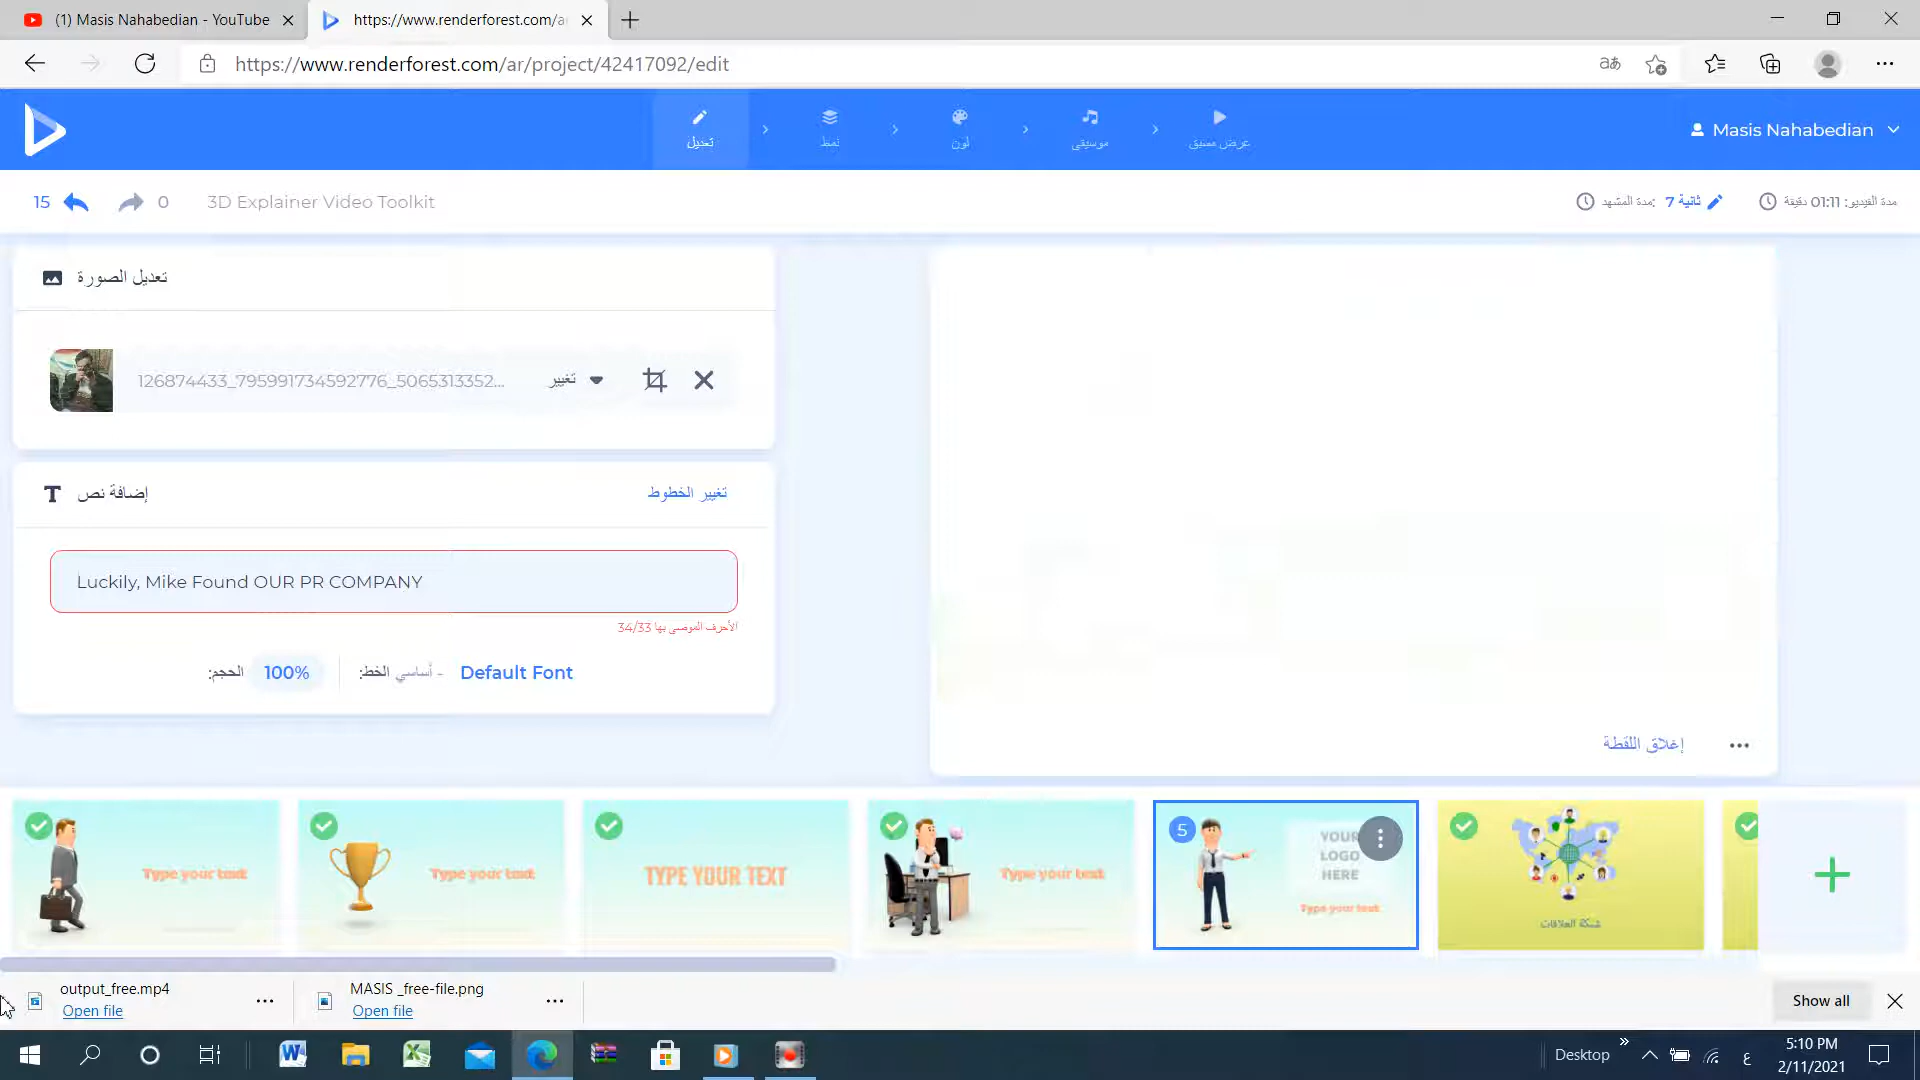 (1) Masis Nahabedian - YouTube
https://www.renderforest.com/a
https://www.renderforest.com/ar/project/42417092/edit
تعديل
نمط
لون
موسيقى
عرض مسبق
Masis Nahabedian
15
0
3D Explainer Video Toolkit
مدة المشهد: 7 ثانية
مدة الفيديو: 01:11 دقيقة
تعديل الصورة
126874433_795991734592776_5065313352...
تغيير
إضافة نص
تغيير الخطوط
Luckily, Mike Found OUR PR COMPANY
الأحرف الموصى بها 34/33
الحجم: 100%
الخط: أساسي - Default Font
إغلاق اللقطة
Type your text
Type your text
TYPE YOUR TEXT
Type your text
5
YOUR
LOGO
HERE
Type your text
شبكة العلاقات
output_free.mp4
Open file
MASIS _free-file.png
Open file
Show all
Desktop
ع
5:10 PM
2/11/2021